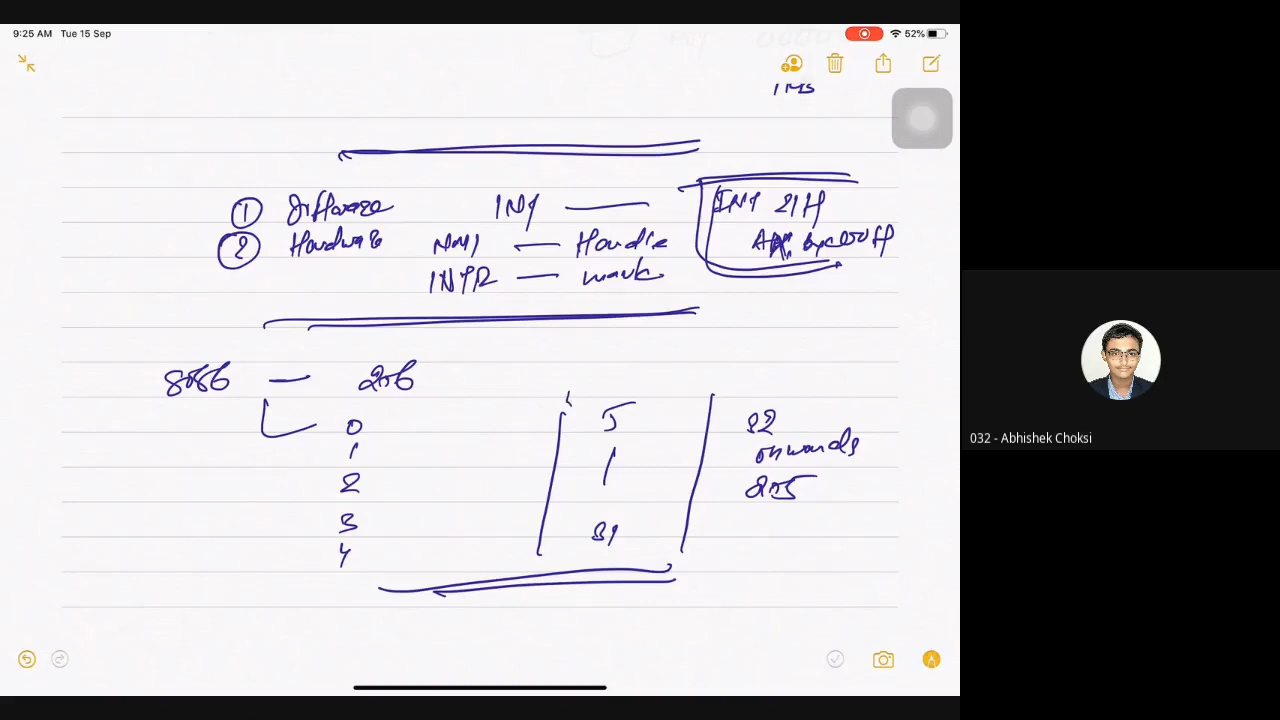 9:25 AM Tue 15 Sep
52%
① Software INT — INT 21H
② Hardware NMI — Handle
INTR — mask
8086 — 256
0 5 32
1 onwards
2 255
3 31
4
032 - Abhishek Choksi